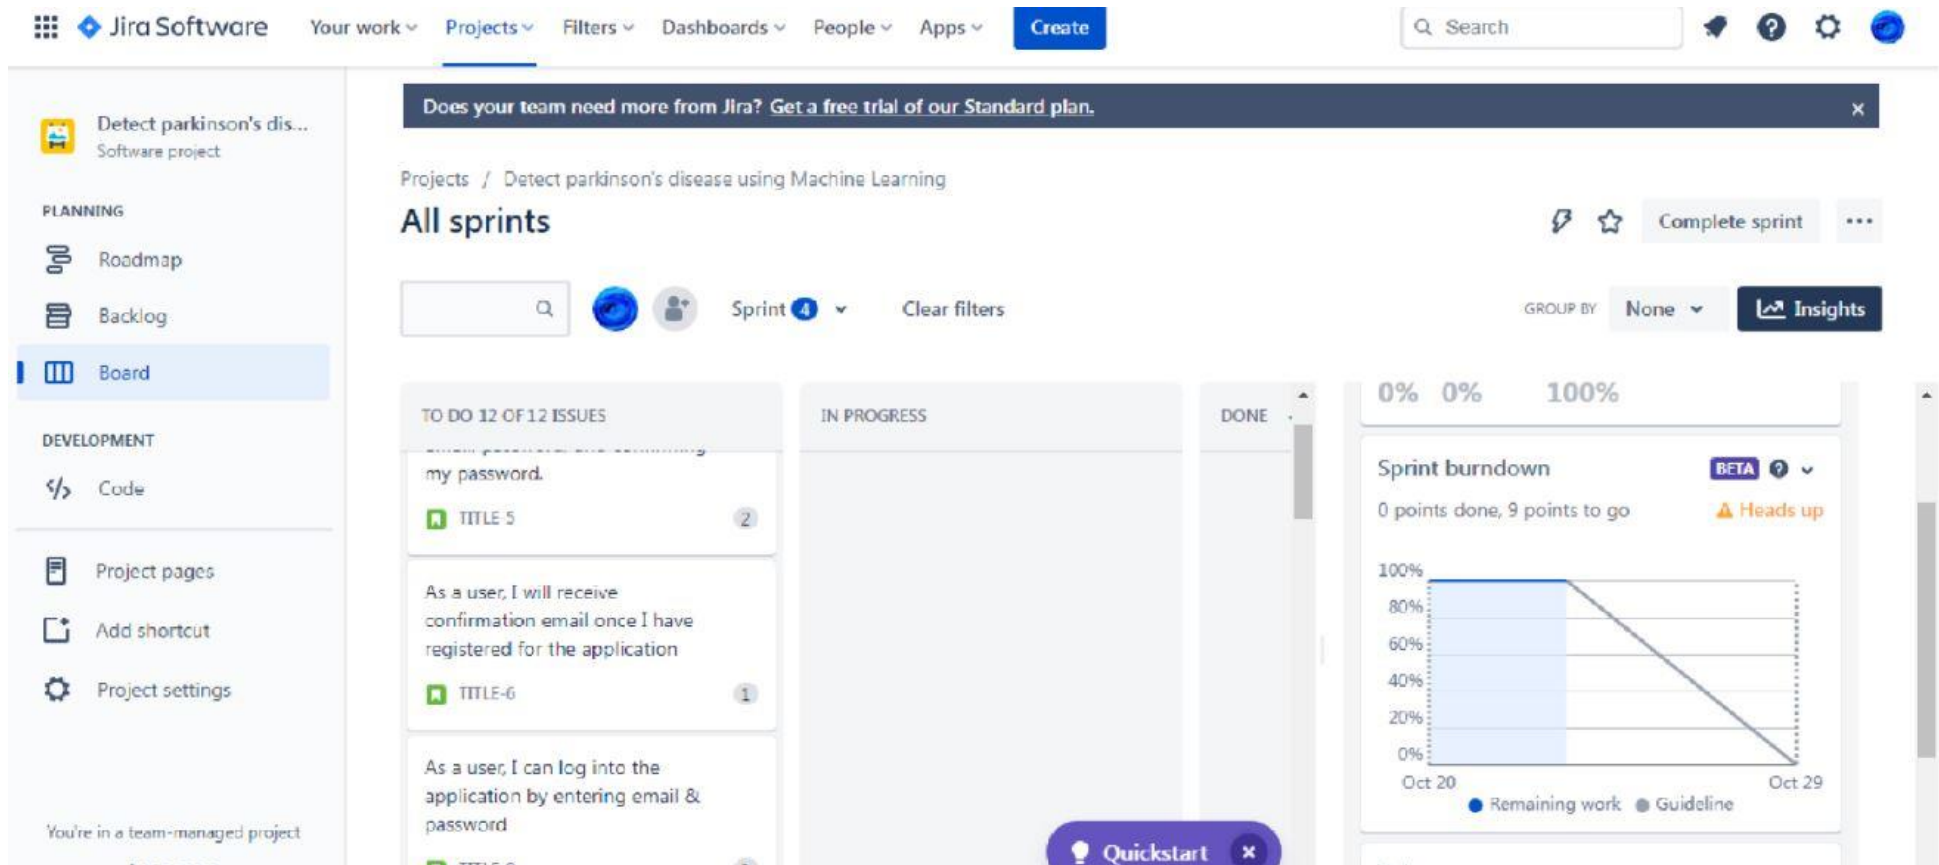 Jira Software Your work Projects Filters Dashboards People Apps Create Search
Does your team need more from Jira? Get a free trial of our Standard plan.
Detect parkinson's dis...
Software project
PLANNING
Roadmap
Backlog
Board
DEVELOPMENT
Code
Project pages
Add shortcut
Project settings
You're in a team-managed project
Projects / Detect parkinson's disease using Machine Learning
All sprints
Complete sprint
Sprint 4 Clear filters
GROUP BY None Insights
TO DO 12 OF 12 ISSUES
my password.
TITLE-5 2
As a user, I will receive
confirmation email once I have
registered for the application
TITLE-6 1
As a user, I can log into the
application by entering email &
password
IN PROGRESS
DONE
0% 0% 100%
Sprint burndown BETA
0 points done, 9 points to go Heads up
100%
80%
60%
40%
20%
0%
Oct 20 Oct 29
Remaining work Guideline
Quickstart